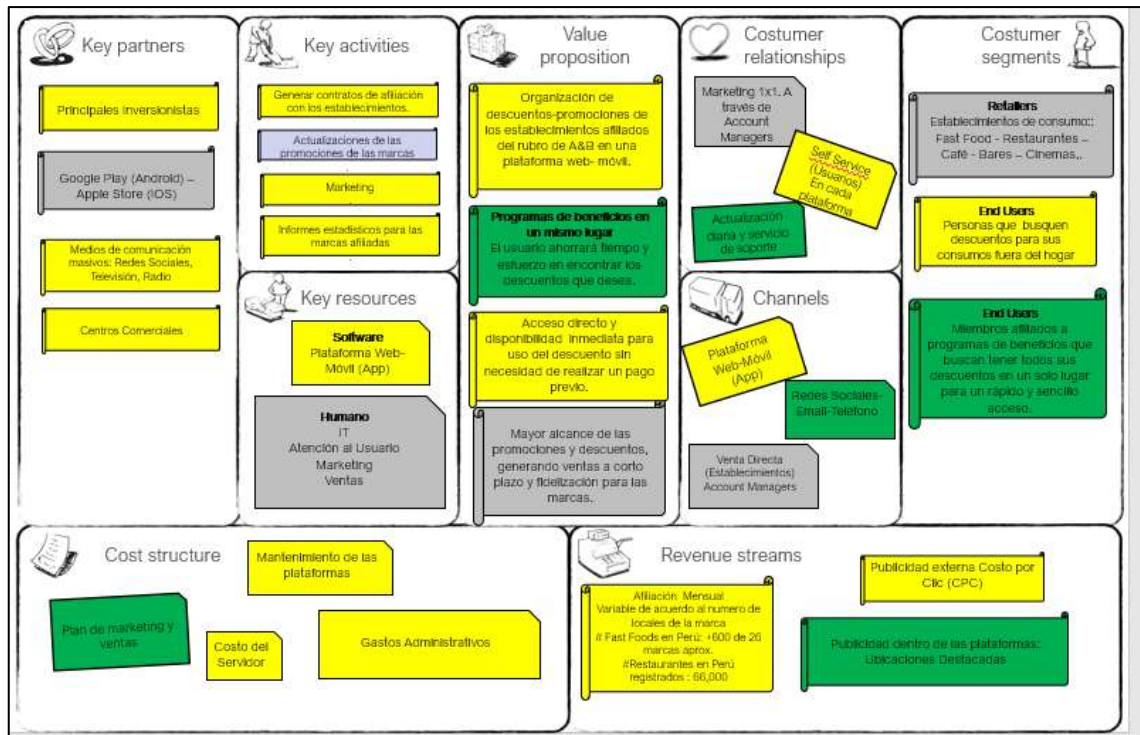 Key partners
Principales inversionistas
Google Play (Android) –
Apple Store (IOS)
Medios de comunicación
masivos: Redes Sociales,
Televisión, Radio
Centros Comerciales
Key activities
Generar contratos de afiliación
con los establecimientos.
Actualizaciones de las
promociones de las marcas
Marketing
Informes estadísticos para las
marcas afiliadas
Key resources
Software
Plataforma Web-
Móvil (App)
Humano
IT
Atención al Usuario
Marketing
Ventas
Value
proposition
Organización de
descuentos-promociones de
los establecimientos afiliados
del rubro de A&B en una
plataforma web- móvil.
Programas de beneficios en
un mismo lugar
El usuario ahorrará tiempo y
esfuerzo en encontrar los
descuentos que desea.
Acceso directo y
disponibilidad inmediata para
uso del descuento sin
necesidad de realizar un pago
previo.
Mayor alcance de las
promociones y descuentos,
generando ventas a corto
plazo y fidelización para las
marcas.
Costumer
relationships
Marketing 1x1. A
través de
Account
Managers
Self Service
(Usuarios)
En cada
plataforma
Actualización
diaria y servicio
de soporte
Channels
Plataforma
Web-Móvil
(App)
Redes Sociales-
Email-Teléfono
Venta Directa
(Establecimientos)
Account Managers
Costumer
segments
Retailers
Establecimientos de consumo::
Fast Food - Restaurantes –
Café - Bares – Cinemas..
End Users
Personas que busquen
descuentos para sus
consumos fuera del hogar
End Users
Miembros afiliados a
programas de beneficios que
buscan tener todos sus
descuentos en un solo lugar
para un rápido y sencillo
acceso.
Cost structure
Mantenimiento de las
plataformas
Plan de marketing y
ventas
Costo del
Servidor
Gastos Administrativos
Revenue streams
Afiliación Mensual
Variable de acuerdo al numero de
locales de la marca
# Fast Foods en Perú: +600 de 26
marcas aprox.
#Restaurantes en Perú
registrados : 66,000
Publicidad externa Costo por
Clic (CPC)
Publicidad dentro de las plataformas:
Ubicaciones Destacadas